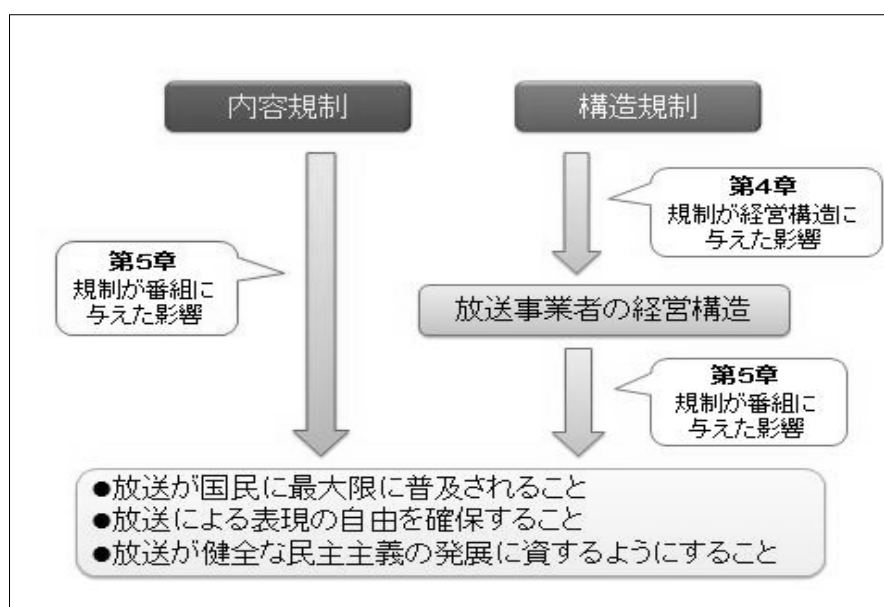 内容規制
構造規制
第4章
規制が経営構造に
与えた影響
第5章
規制が番組に
与えた影響
放送事業者の経営構造
第5章
規制が番組に
与えた影響
●放送が国民に最大限に普及されること
●放送による表現の自由を確保すること
●放送が健全な民主主義の発展に資するようにすること